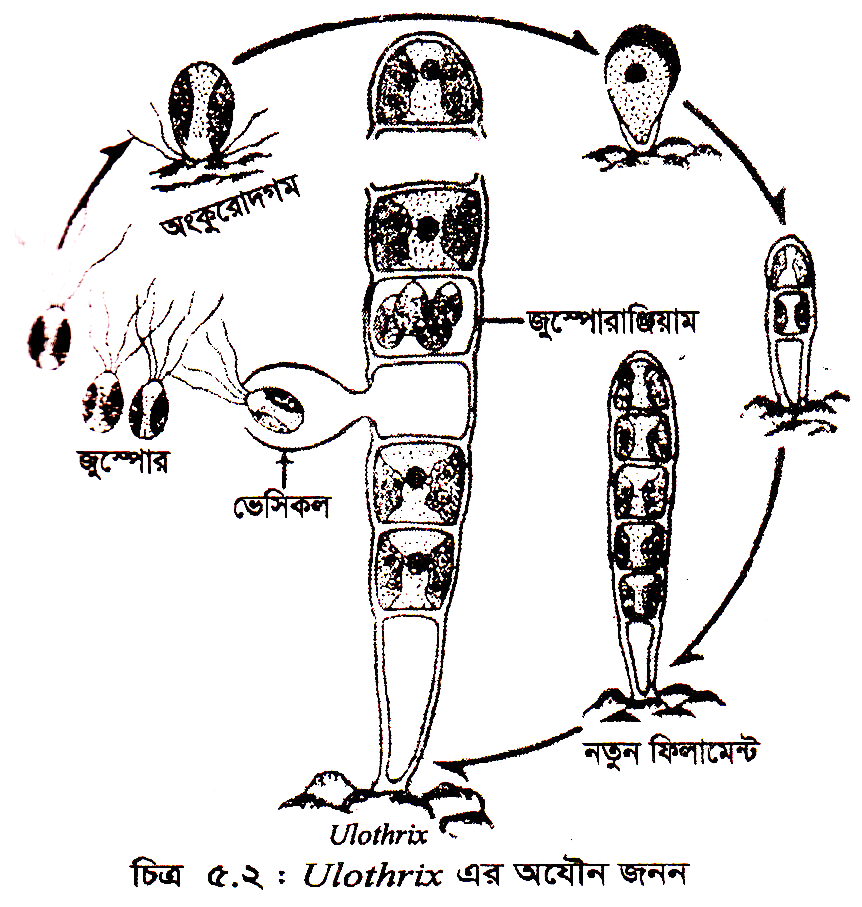 অংকুরোদগম
জুস্পোরাঞ্জিয়াম
জুস্পোর
ভেসিকল
নতুন ফিলামেন্ট
Ulothrix
চিত্র ৫.২ : Ulothrix এর অযৌন জনন